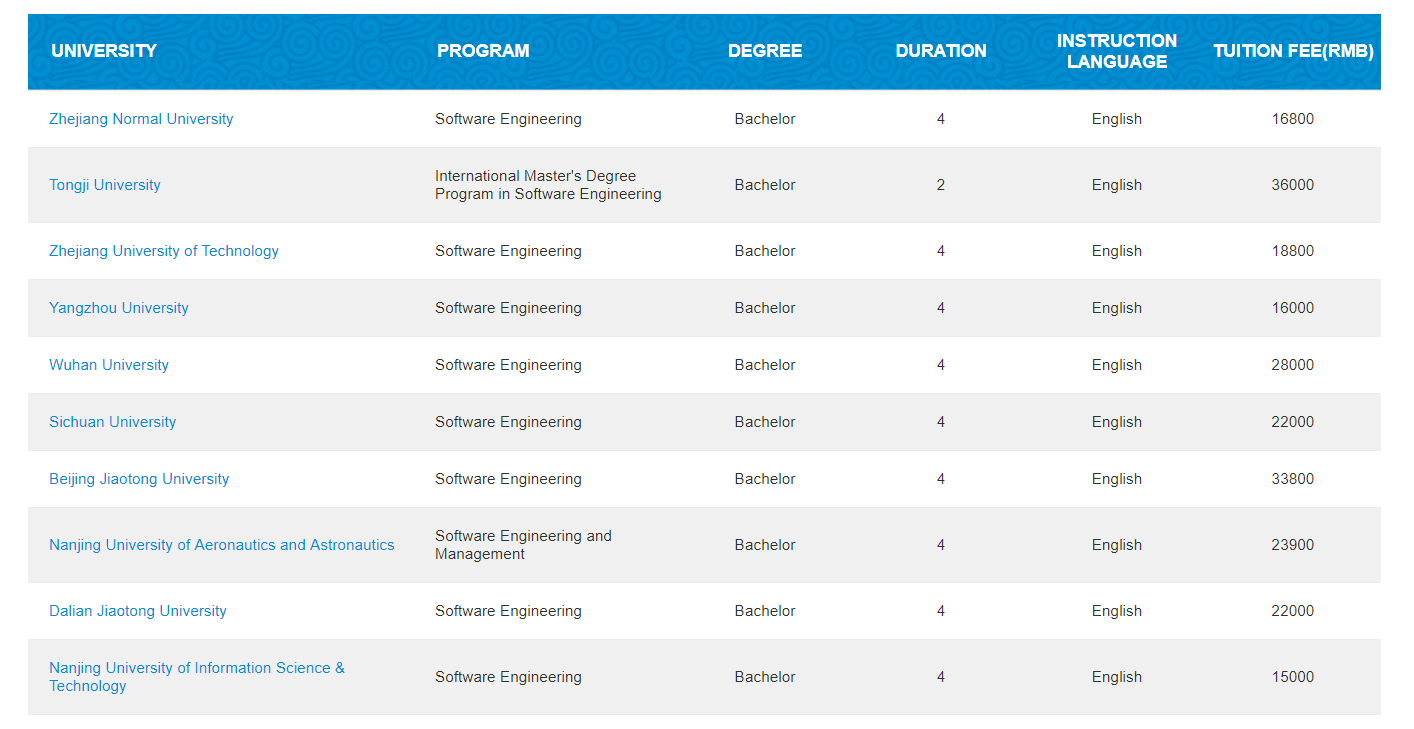 UNIVERSITY PROGRAM DEGREE DURATION INSTRUCTION LANGUAGE TUITION FEE(RMB)
Zhejiang Normal University Software Engineering Bachelor 4 English 16800
Tongji University International Master's Degree Program in Software Engineering Bachelor 2 English 36000
Zhejiang University of Technology Software Engineering Bachelor 4 English 18800
Yangzhou University Software Engineering Bachelor 4 English 16000
Wuhan University Software Engineering Bachelor 4 English 28000
Sichuan University Software Engineering Bachelor 4 English 22000
Beijing Jiaotong University Software Engineering Bachelor 4 English 33800
Nanjing University of Aeronautics and Astronautics Software Engineering and Management Bachelor 4 English 23900
Dalian Jiaotong University Software Engineering Bachelor 4 English 22000
Nanjing University of Information Science & Technology Software Engineering Bachelor 4 English 15000